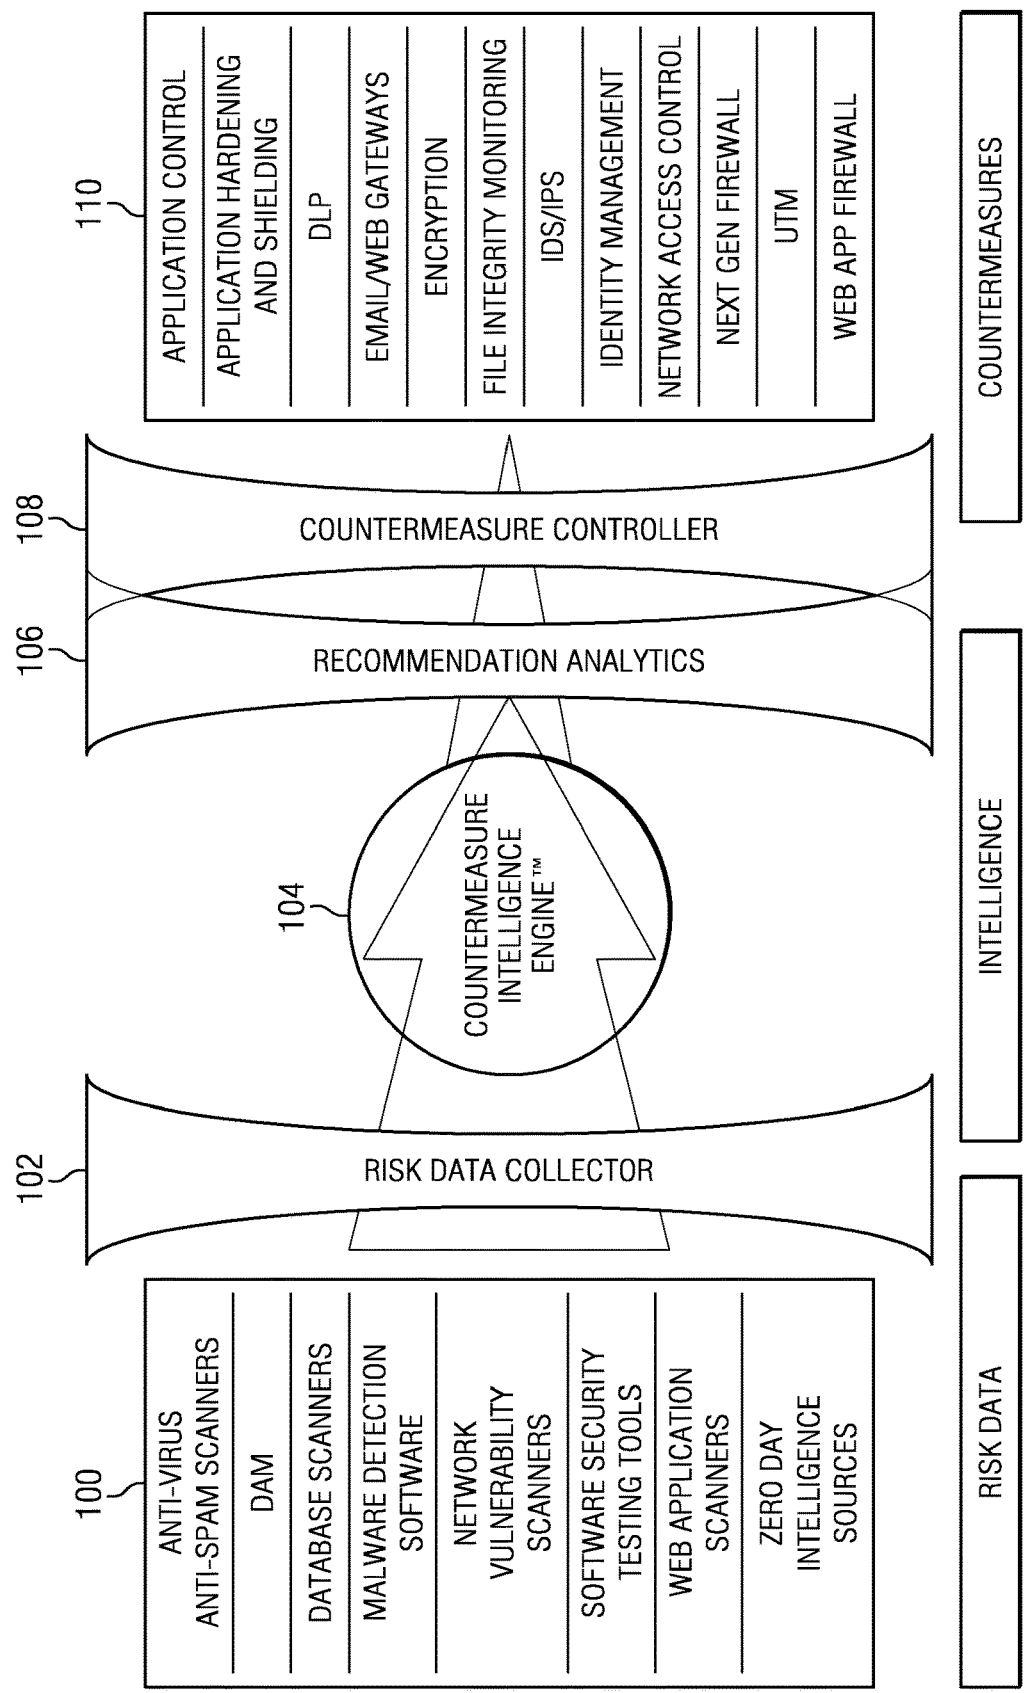 100
ANTI-VIRUS
ANTI-SPAM SCANNERS
DAM
DATABASE SCANNERS
MALWARE DETECTION
SOFTWARE
NETWORK
VULNERABILITY
SCANNERS
SOFTWARE SECURITY
TESTING TOOLS
WEB APPLICATION
SCANNERS
ZERO DAY
INTELLIGENCE
SOURCES
102
RISK DATA COLLECTOR
104
COUNTERMEASURE
INTELLIGENCE
ENGINE™
106
RECOMMENDATION ANALYTICS
108
COUNTERMEASURE CONTROLLER
110
APPLICATION CONTROL
APPLICATION HARDENING
AND SHIELDING
DLP
EMAIL/WEB GATEWAYS
ENCRYPTION
FILE INTEGRITY MONITORING
IDS/IPS
IDENTITY MANAGEMENT
NETWORK ACCESS CONTROL
NEXT GEN FIREWALL
UTM
WEB APP FIREWALL
RISK DATA
INTELLIGENCE
COUNTERMEASURES